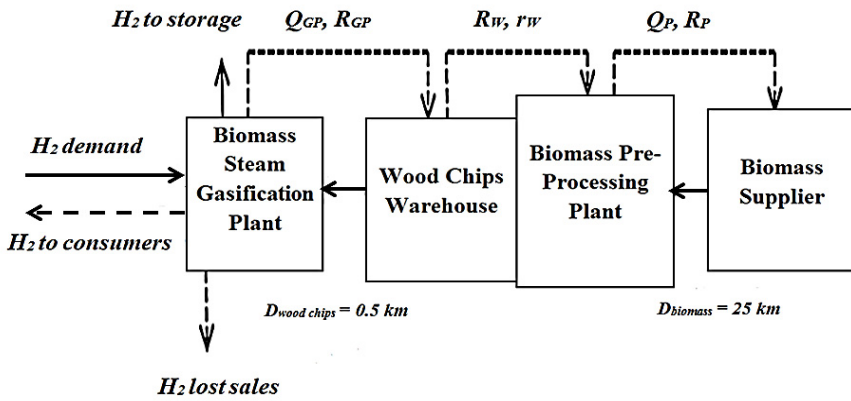 H2 to storage
QGP, RGP
RW, rW
QP, RP
H2 demand
H2 to consumers
Biomass
Steam
Gasification
Plant
Wood Chips
Warehouse
Biomass Pre-
Processing
Plant
Biomass
Supplier
Dwood chips = 0.5 km
Dbiomass = 25 km
H2 lost sales